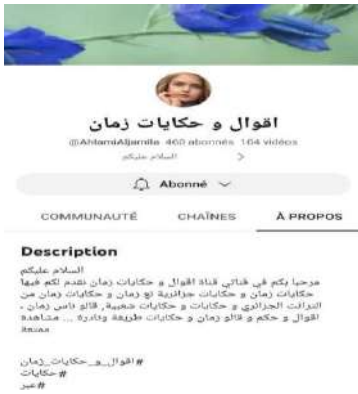 اقوال و حكايات زمان
@AhlamiAljamila 460 abonnés 164 vidéos
السلام عليكم
Abonné
COMMUNAUTÉ CHAÎNES À PROPOS
Description
السلام عليكم
مرحبا بكم في قناتي قناة اقوال و حكايات زمان نقدم لكم فيها
حكايات زمان و حكايات جزائرية تع زمان و حكايات زمان من
التراث الجزائري و حكايات و حكايات شعبية, قالو ناس زمان ,
اقوال و حكم و قالو زمان و حكايات طريفة ونادرة ... مشاهدة
ممتعة
#اقوال_و_حكايات_زمان
#حكايات
#عبر